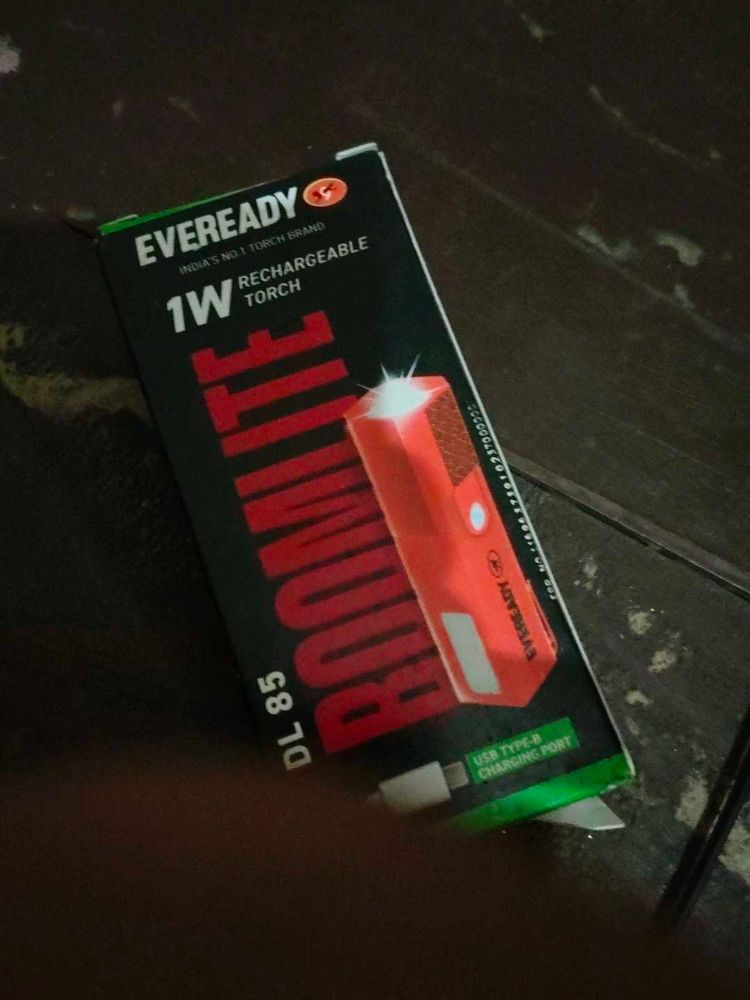 EVEREADY
INDIA'S NO.1 TORCH BRAND
1W RECHARGEABLE
TORCH
BOOMLITE
DL 85
EVEREADY
USB TYPE-B
CHARGING PORT